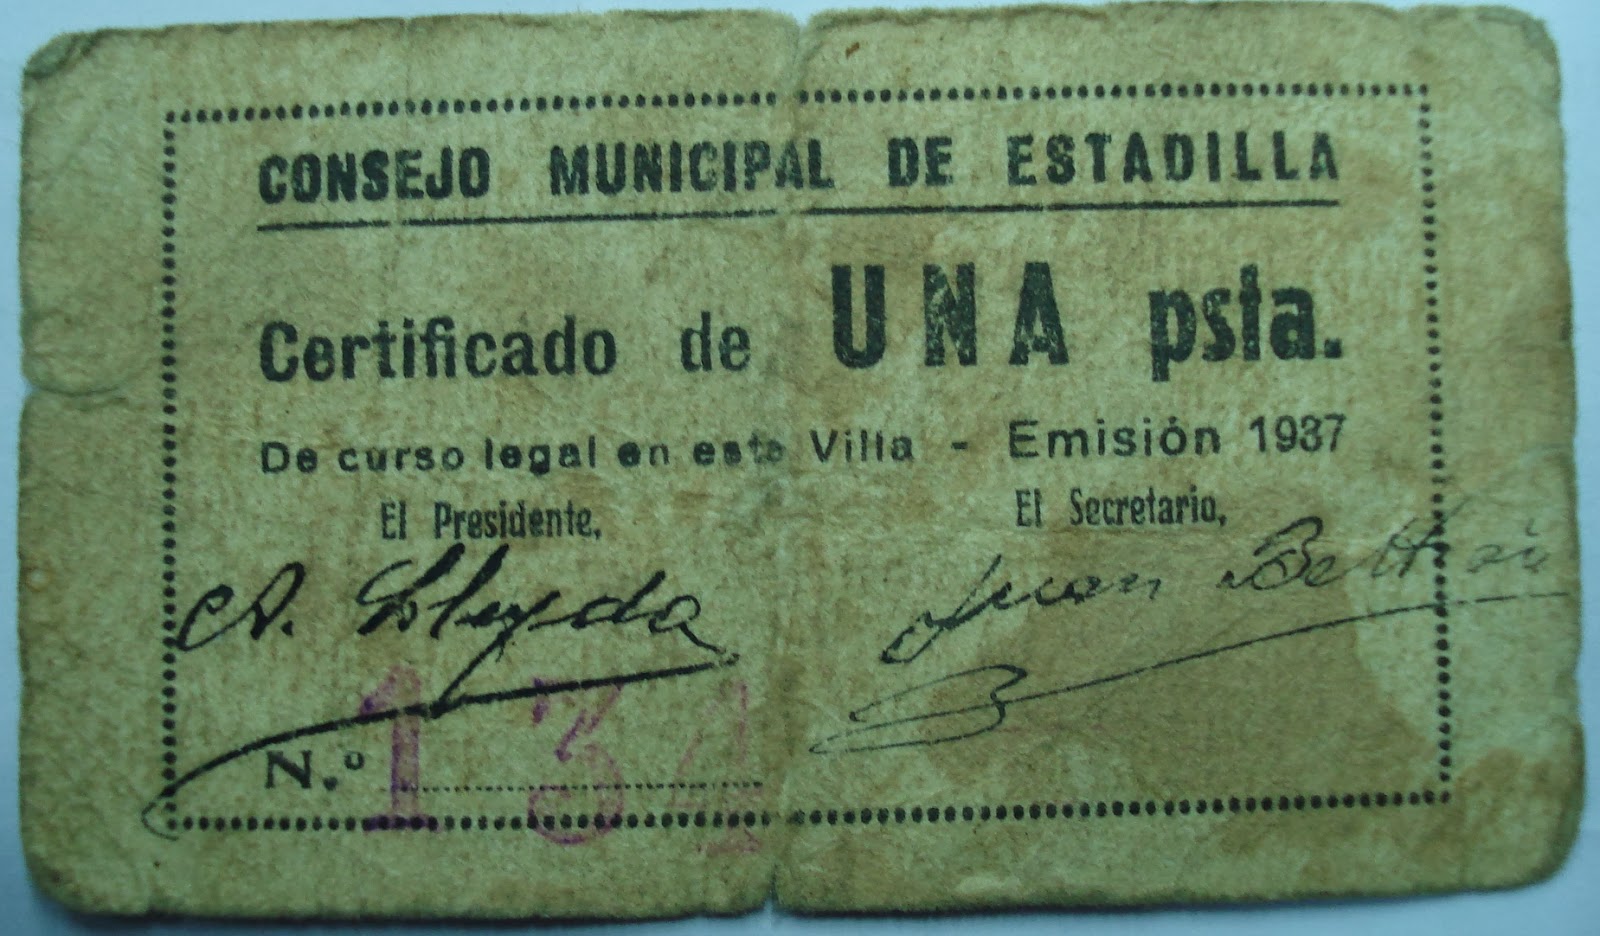 CONSEJO MUNICIPAL DE ESTADILLA
Certificado de UNA psta.
De curso legal en esta Villa - Emisión 1937
El Presidente, El Secretario,
A. Lleyda Juan Beltrán
N.º 134